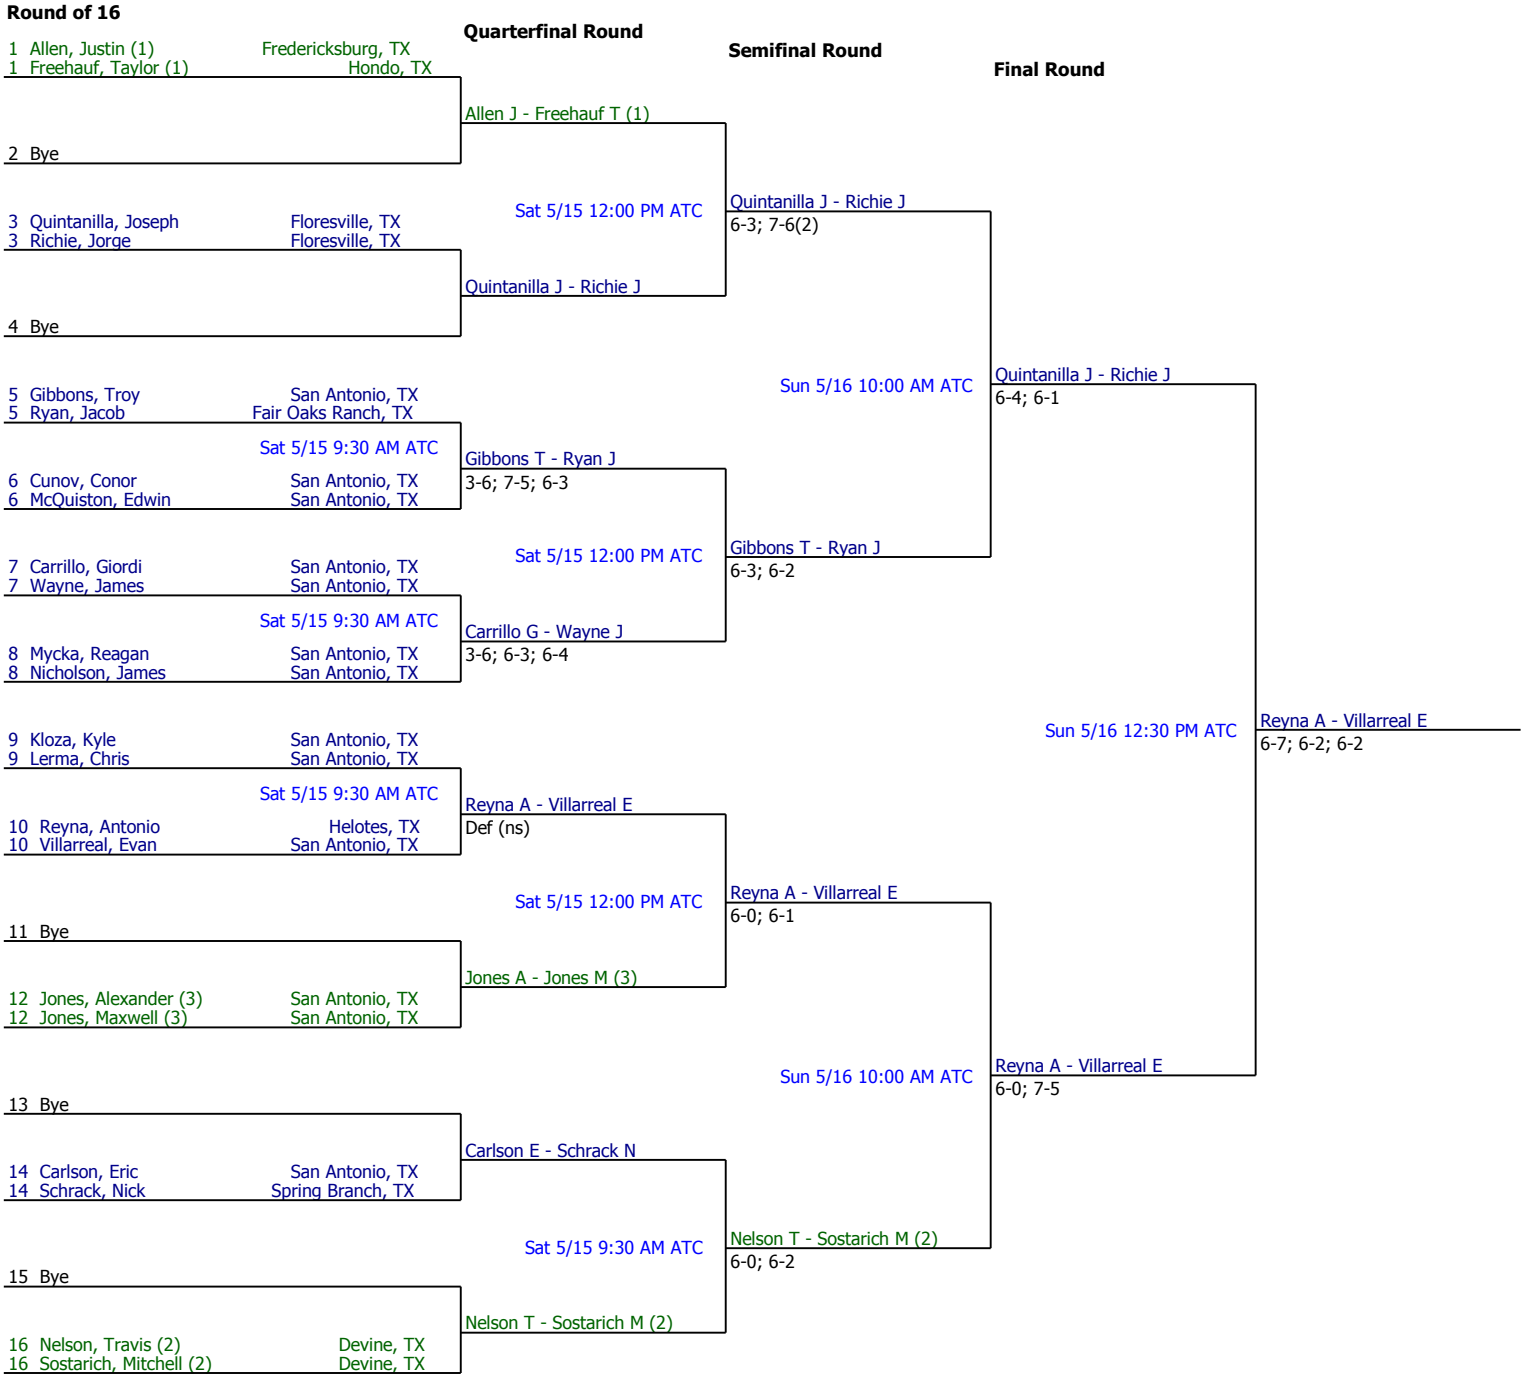 Round of 16
Quarterfinal Round
Semifinal Round
Final Round
1 Allen, Justin (1) Fredericksburg, TX
1 Freehauf, Taylor (1) Hondo, TX
Allen J - Freehauf T (1)
2 Bye
Sat 5/15 12:00 PM ATC
Quintanilla J - Richie J
6-3; 7-6(2)
3 Quintanilla, Joseph Floresville, TX
3 Richie, Jorge Floresville, TX
Quintanilla J - Richie J
4 Bye
Sun 5/16 10:00 AM ATC
Quintanilla J - Richie J
6-4; 6-1
5 Gibbons, Troy San Antonio, TX
5 Ryan, Jacob Fair Oaks Ranch, TX
Sat 5/15 9:30 AM ATC
Gibbons T - Ryan J
3-6; 7-5; 6-3
6 Cunov, Conor San Antonio, TX
6 McQuiston, Edwin San Antonio, TX
Sat 5/15 12:00 PM ATC
Gibbons T - Ryan J
6-3; 6-2
7 Carrillo, Giordi San Antonio, TX
7 Wayne, James San Antonio, TX
Sat 5/15 9:30 AM ATC
Carrillo G - Wayne J
3-6; 6-3; 6-4
8 Mycka, Reagan San Antonio, TX
8 Nicholson, James San Antonio, TX
Sun 5/16 12:30 PM ATC
Reyna A - Villarreal E
6-7; 6-2; 6-2
9 Kloza, Kyle San Antonio, TX
9 Lerma, Chris San Antonio, TX
Sat 5/15 9:30 AM ATC
Reyna A - Villarreal E
Def (ns)
10 Reyna, Antonio Helotes, TX
10 Villarreal, Evan San Antonio, TX
Sat 5/15 12:00 PM ATC
Reyna A - Villarreal E
6-0; 6-1
11 Bye
Jones A - Jones M (3)
12 Jones, Alexander (3) San Antonio, TX
12 Jones, Maxwell (3) San Antonio, TX
Sun 5/16 10:00 AM ATC
Reyna A - Villarreal E
6-0; 7-5
13 Bye
Carlson E - Schrack N
14 Carlson, Eric San Antonio, TX
14 Schrack, Nick Spring Branch, TX
Sat 5/15 9:30 AM ATC
Nelson T - Sostarich M (2)
6-0; 6-2
15 Bye
Nelson T - Sostarich M (2)
16 Nelson, Travis (2) Devine, TX
16 Sostarich, Mitchell (2) Devine, TX